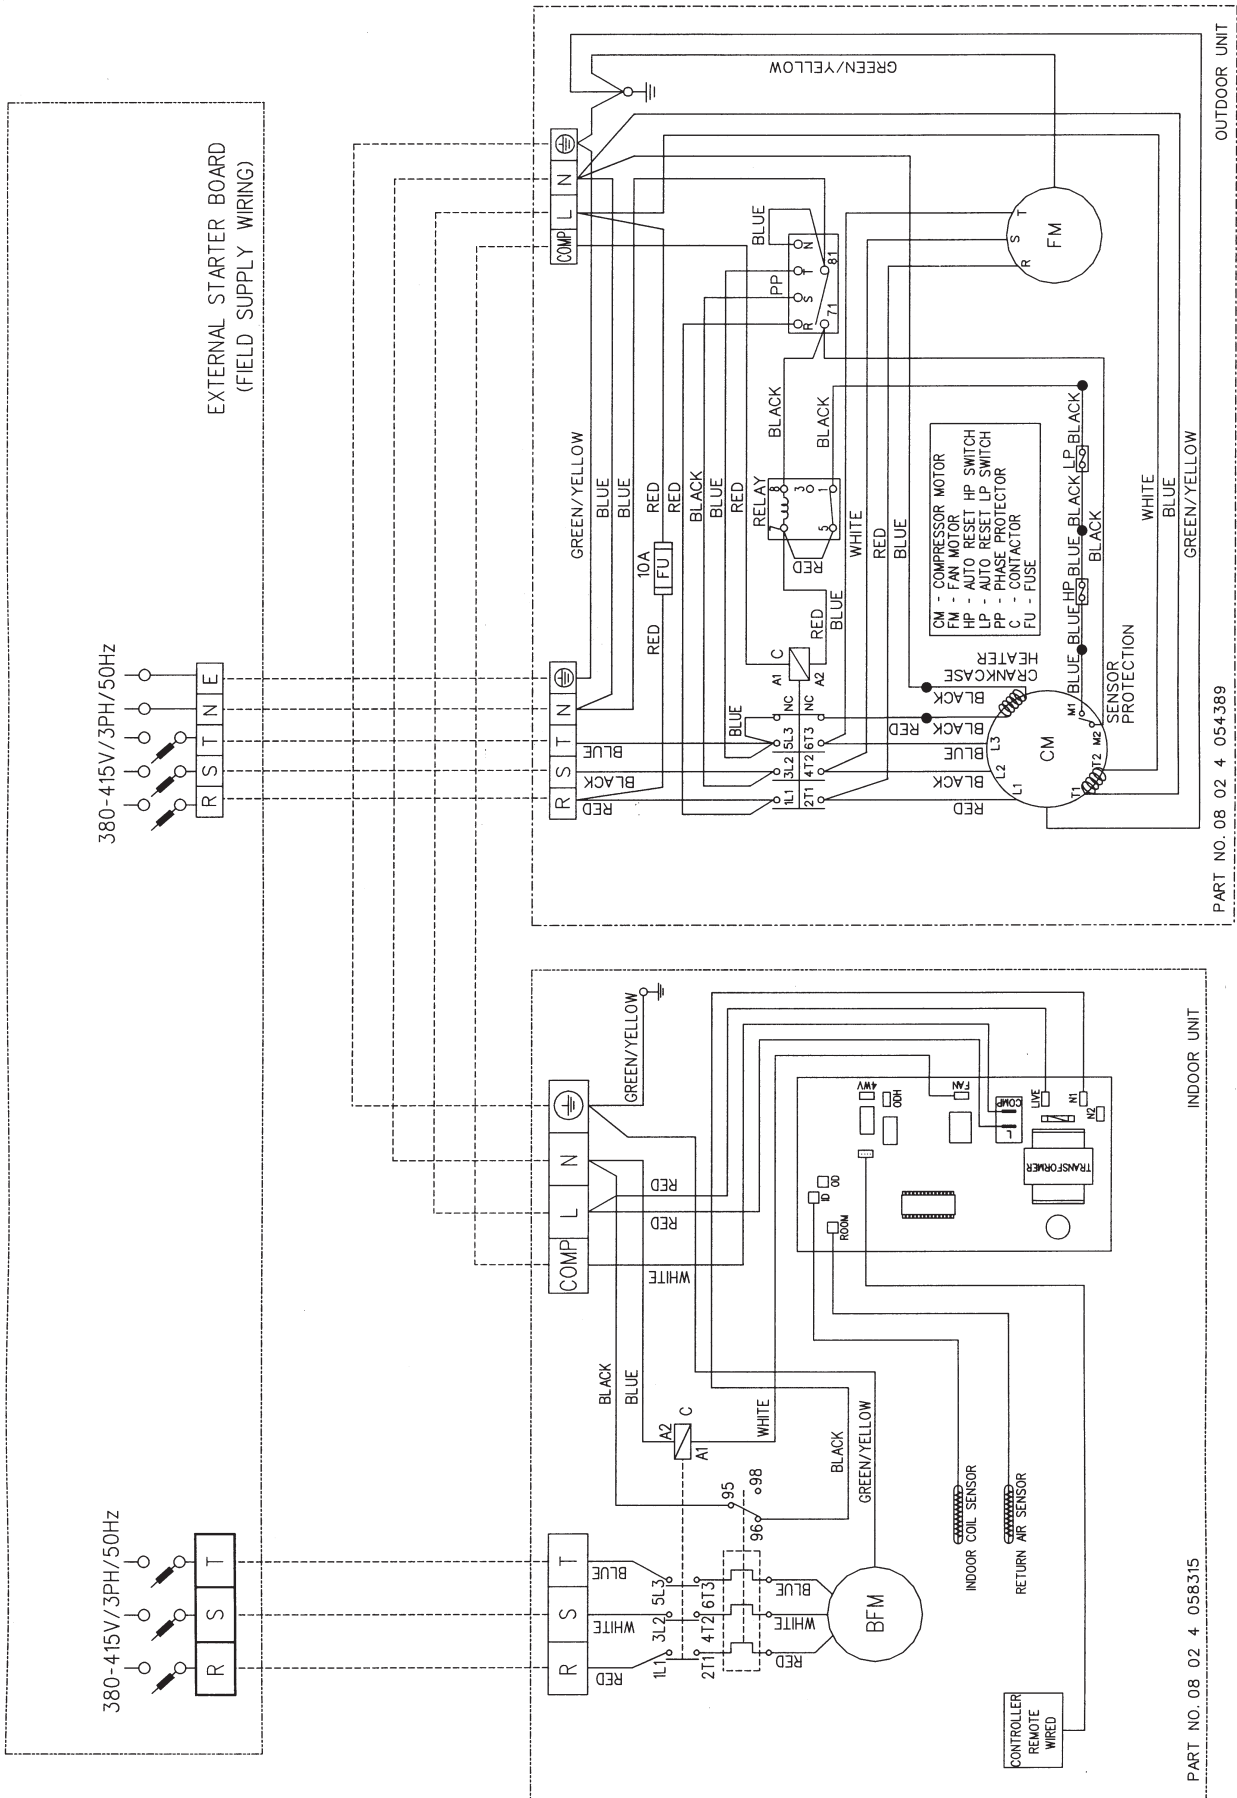 EXTERNAL STARTER BOARD
(FIELD SUPPLY WIRING)
380-415V/3PH/50Hz
R S T N E
380-415V/3PH/50Hz
R S T
OUTDOOR UNIT
PART NO. 08 02 4 054389
COMP L N
GREEN/YELLOW
R S T N
RED
BLACK
BLUE
GREEN/YELLOW
BLUE
BLUE
RED
10A
FU
RED
RED
BLACK
BLUE
RED
BLUE
PP
R S T N
71 81
BLACK
BLACK
RELAY
7 8
3
5 1
RED
RED
BLUE
C
A1
A2
BLUE
NC
NC
1L1 3L2 5L3
2T1 4T2 6T3
WHITE
RED
BLUE
R S T
FM
CM - COMPRESSOR MOTOR
FM - FAN MOTOR
HP - AUTO RESET HP SWITCH
LP - AUTO RESET LP SWITCH
PP - PHASE PROTECTOR
C - CONTACTOR
FU - FUSE
CRANKCASE
HEATER
RED
BLACK
BLUE
RED
BLACK
BLACK
L1 L2 L3
CM
T1 T2 M2 M1
SENSOR
PROTECTION
BLUE BLUE HP BLUE BLACK LP BLACK
BLACK
WHITE
BLUE
GREEN/YELLOW
INDOOR UNIT
PART NO. 08 02 4 058315
COMP L N
GREEN/YELLOW
RED
RED
WHITE
R S T
RED
WHITE
BLUE
1L1 3L2 5L3
2T1 4T2 6T3
BLACK
BLUE
A2
C
A1
WHITE
95
98
96
BLACK
GREEN/YELLOW
RED
WHITE
BLUE
BFM
4WV
ODH
FAN
COMP
L
LIVE
N1
N2
TRANSFORMER
ID
OD
ROOM
INDOOR COIL SENSOR
RETURN AIR SENSOR
CONTROLLER
REMOTE
WIRED